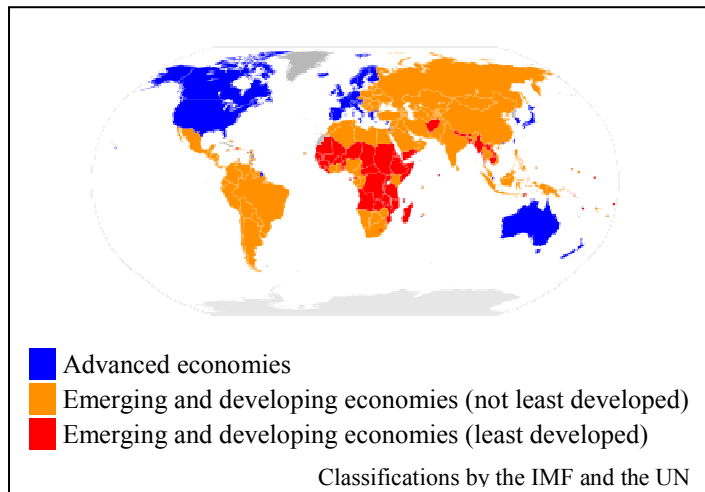 Advanced economies
Emerging and developing economies (not least developed)
Emerging and developing economies (least developed)
Classifications by the IMF and the UN